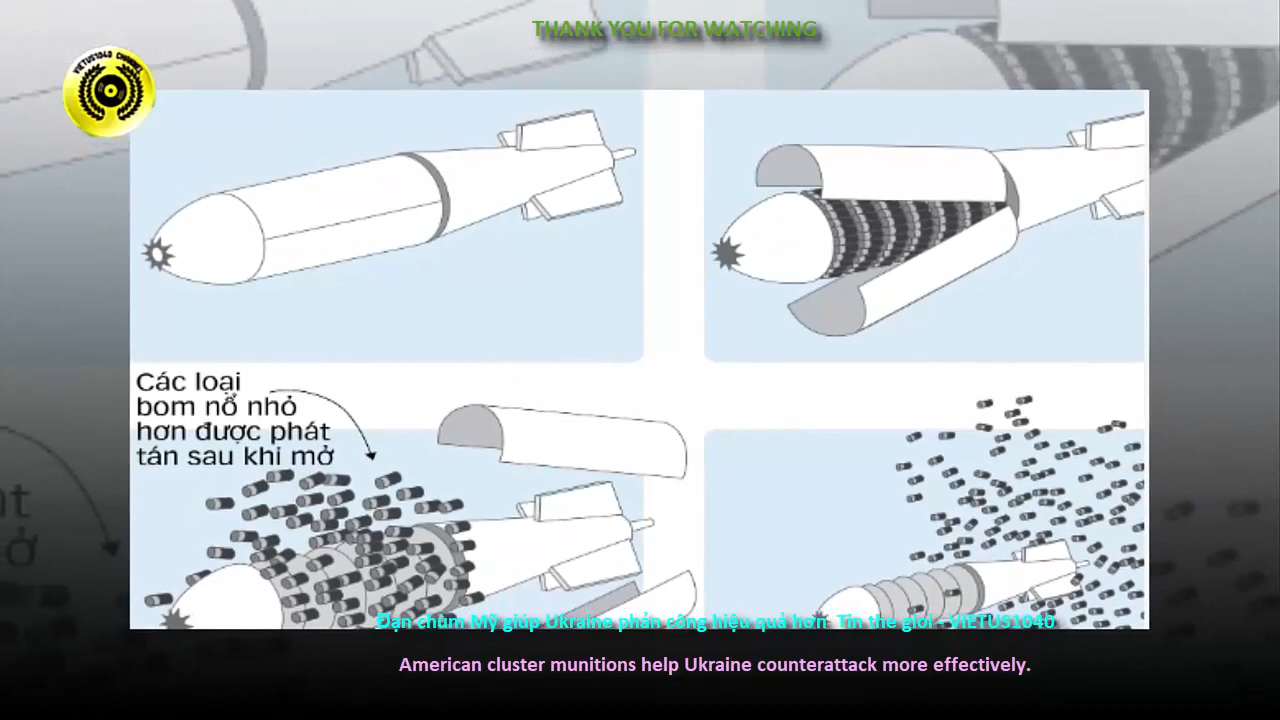 THANK YOU FOR WATCHING
VIETUS1040 CHANNEL
Các loại
bom nổ nhỏ
hơn được phát
tán sau khi mở
Đạn chùm Mỹ giúp Ukraine phản công hiệu quả hơn Tin thế giới - VIETUS1040
American cluster munitions help Ukraine counterattack more effectively.